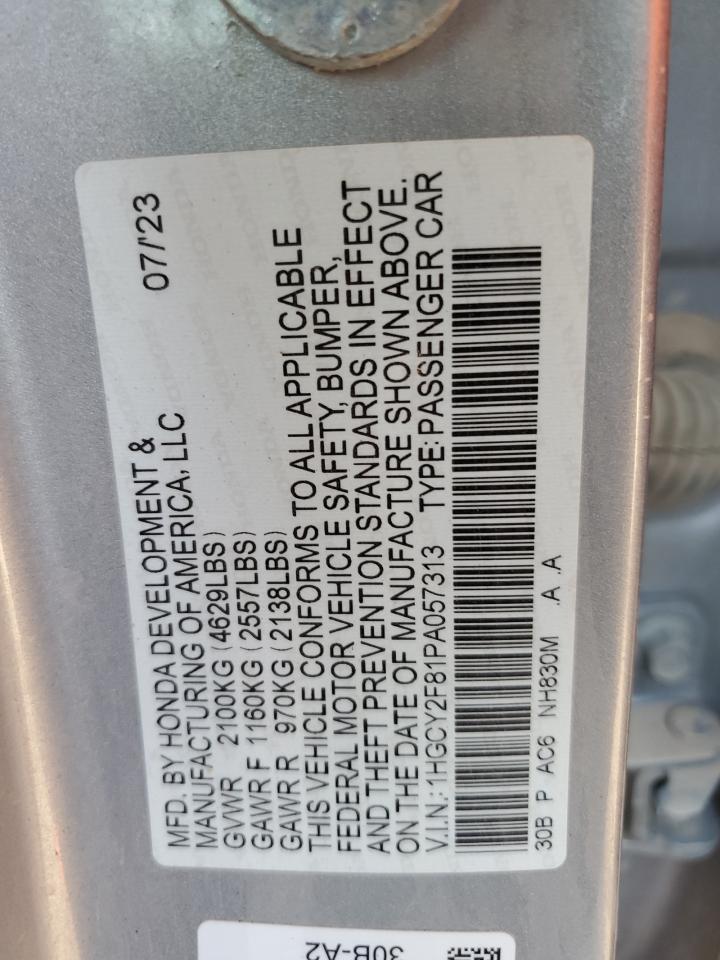 MFD. BY HONDA DEVELOPMENT & 07/'23
MANUFACTURING OF AMERICA, LLC
GVWR 2100KG (4629LBS)
GAWR F 1160KG (2557LBS)
GAWR R 970KG (2138LBS)
THIS VEHICLE CONFORMS TO ALL APPLICABLE
FEDERAL MOTOR VEHICLE SAFETY, BUMPER,
AND THEFT PREVENTION STANDARDS IN EFFECT
ON THE DATE OF MANUFACTURE SHOWN ABOVE.
V.I.N.: 1HGCY2F81PA057313 TYPE: PASSENGER CAR
30B P AC6 NH830M .A .A
30B-A2